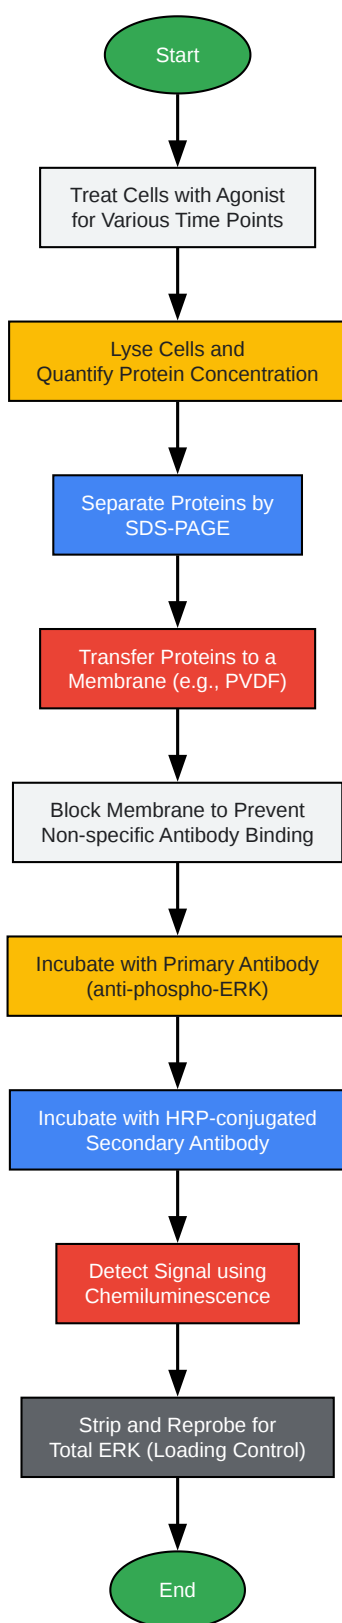 Start
Treat Cells with Agonist
for Various Time Points
Lyse Cells and
Quantify Protein Concentration
Separate Proteins by
SDS-PAGE
Transfer Proteins to a
Membrane (e.g., PVDF)
Block Membrane to Prevent
Non-specific Antibody Binding
Incubate with Primary Antibody
(anti-phospho-ERK)
Incubate with HRP-conjugated
Secondary Antibody
Detect Signal using
Chemiluminescence
Strip and Reprobe for
Total ERK (Loading Control)
End